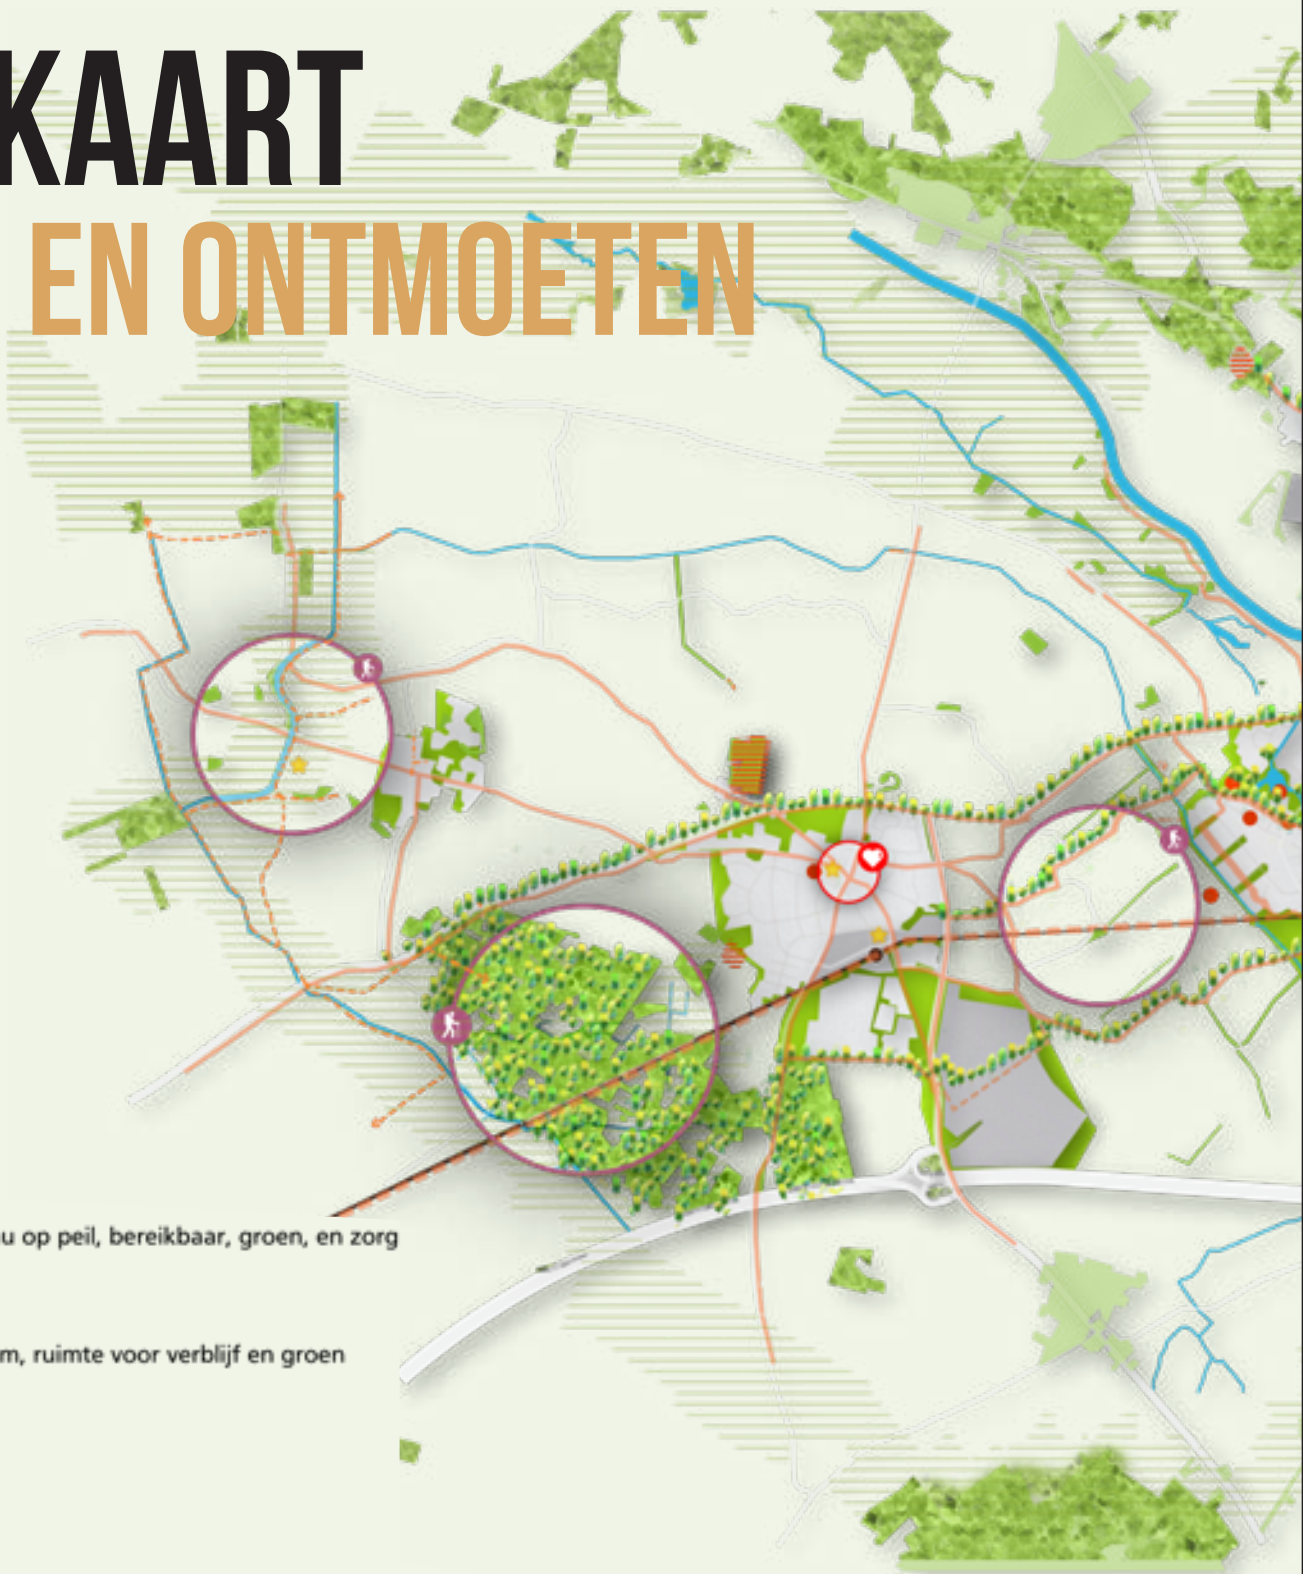 KAART
EN ONTMOETEN
u op peil, bereikbaar, groen, en zorg
m, ruimte voor verblijf en groen